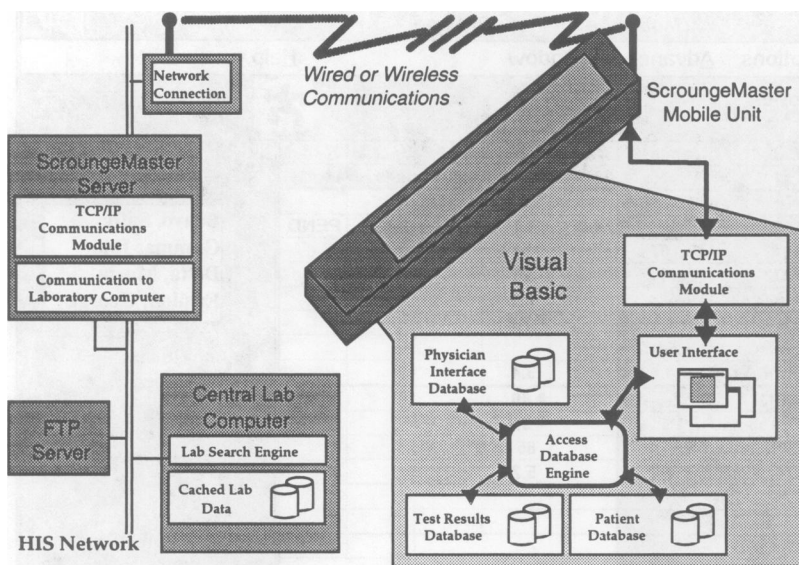 Network
Connection
Wired or Wireless
Communications
ScroungeMaster
Mobile Unit
ScroungeMaster
Server
TCP/IP
Communications
Module
Communication to
Laboratory Computer
Visual
Basic
TCP/IP
Communications
Module
Physician
Interface
Database
User Interface
Central Lab
Computer
Lab Search Engine
Cached Lab
Data
FTP
Server
Access
Database
Engine
Test Results
Database
Patient
Database
HIS Network